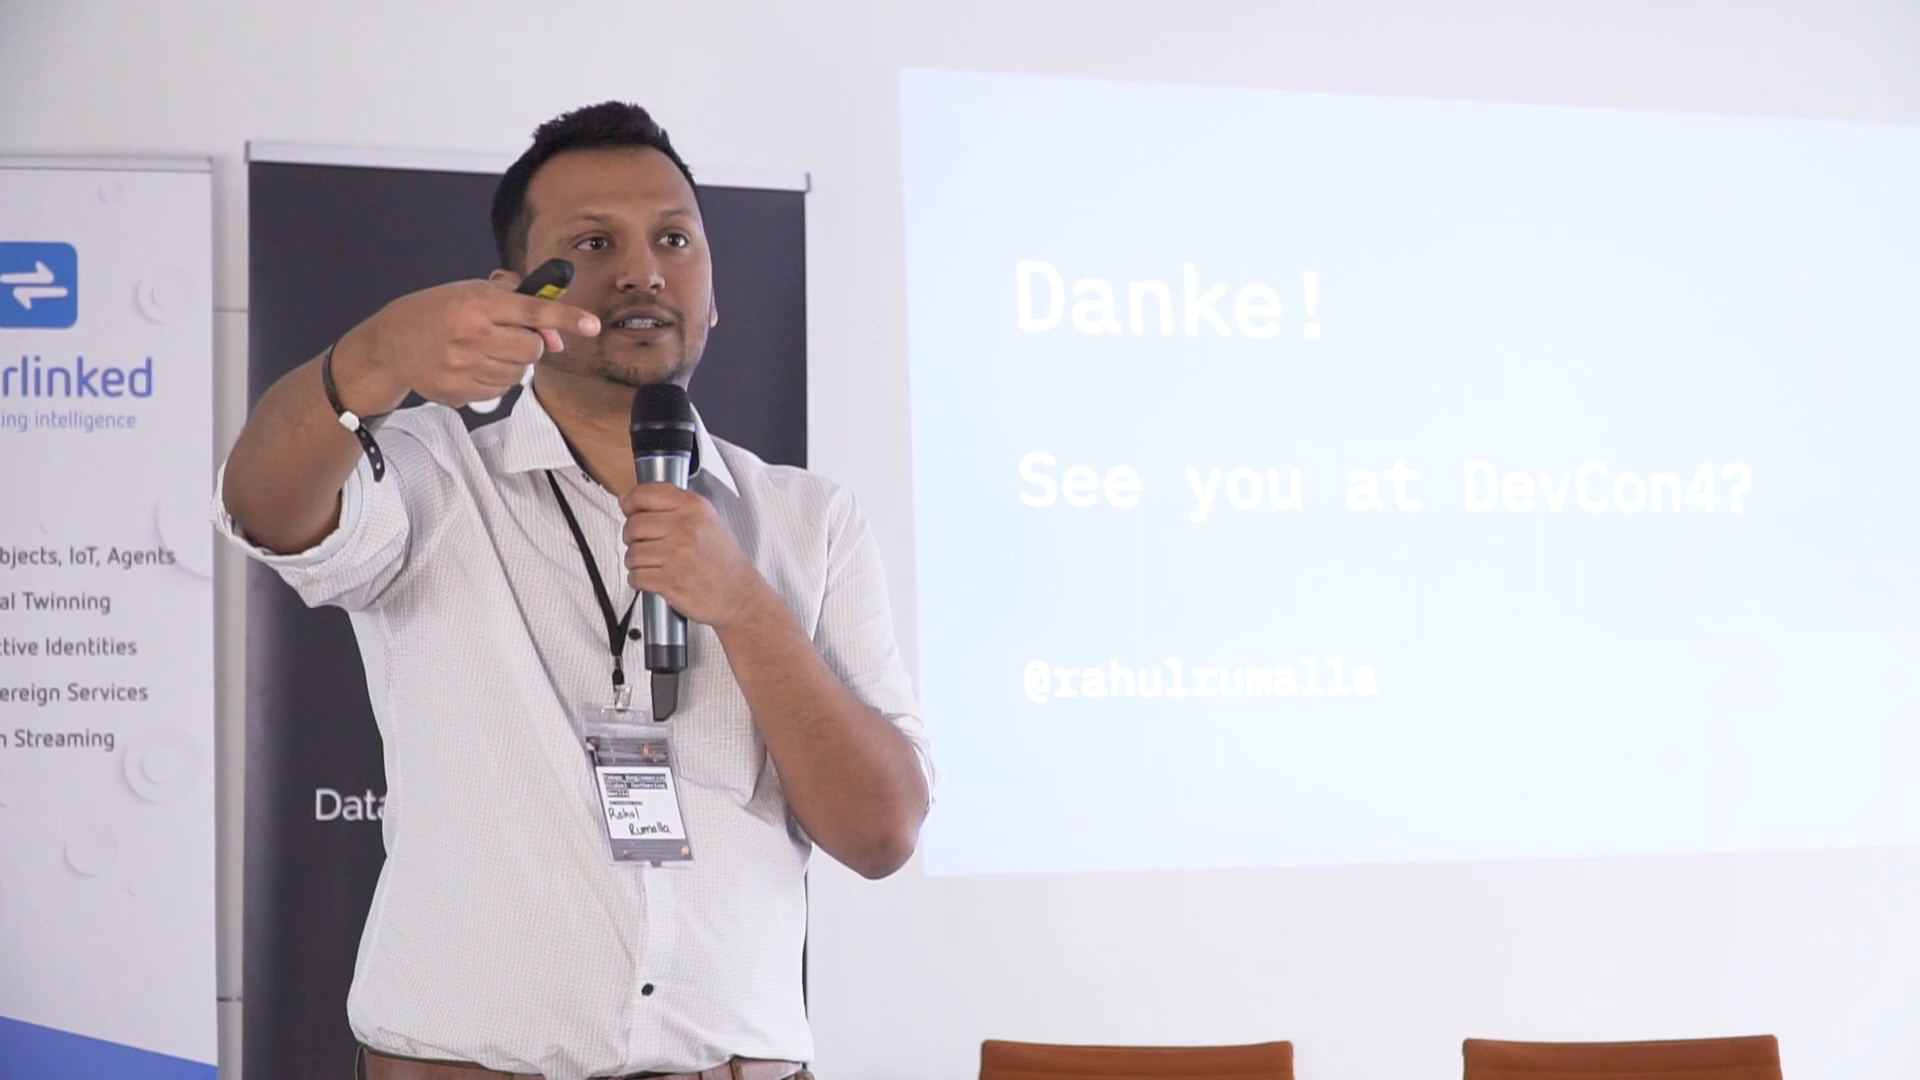 rlinked
ing intelligence
bjects, IoT, Agents
al Twinning
ctive Identities
ereign Services
n Streaming
Data
Rahul
Rumalla
Danke!
See you at DevCon4?
@rahulrumalla